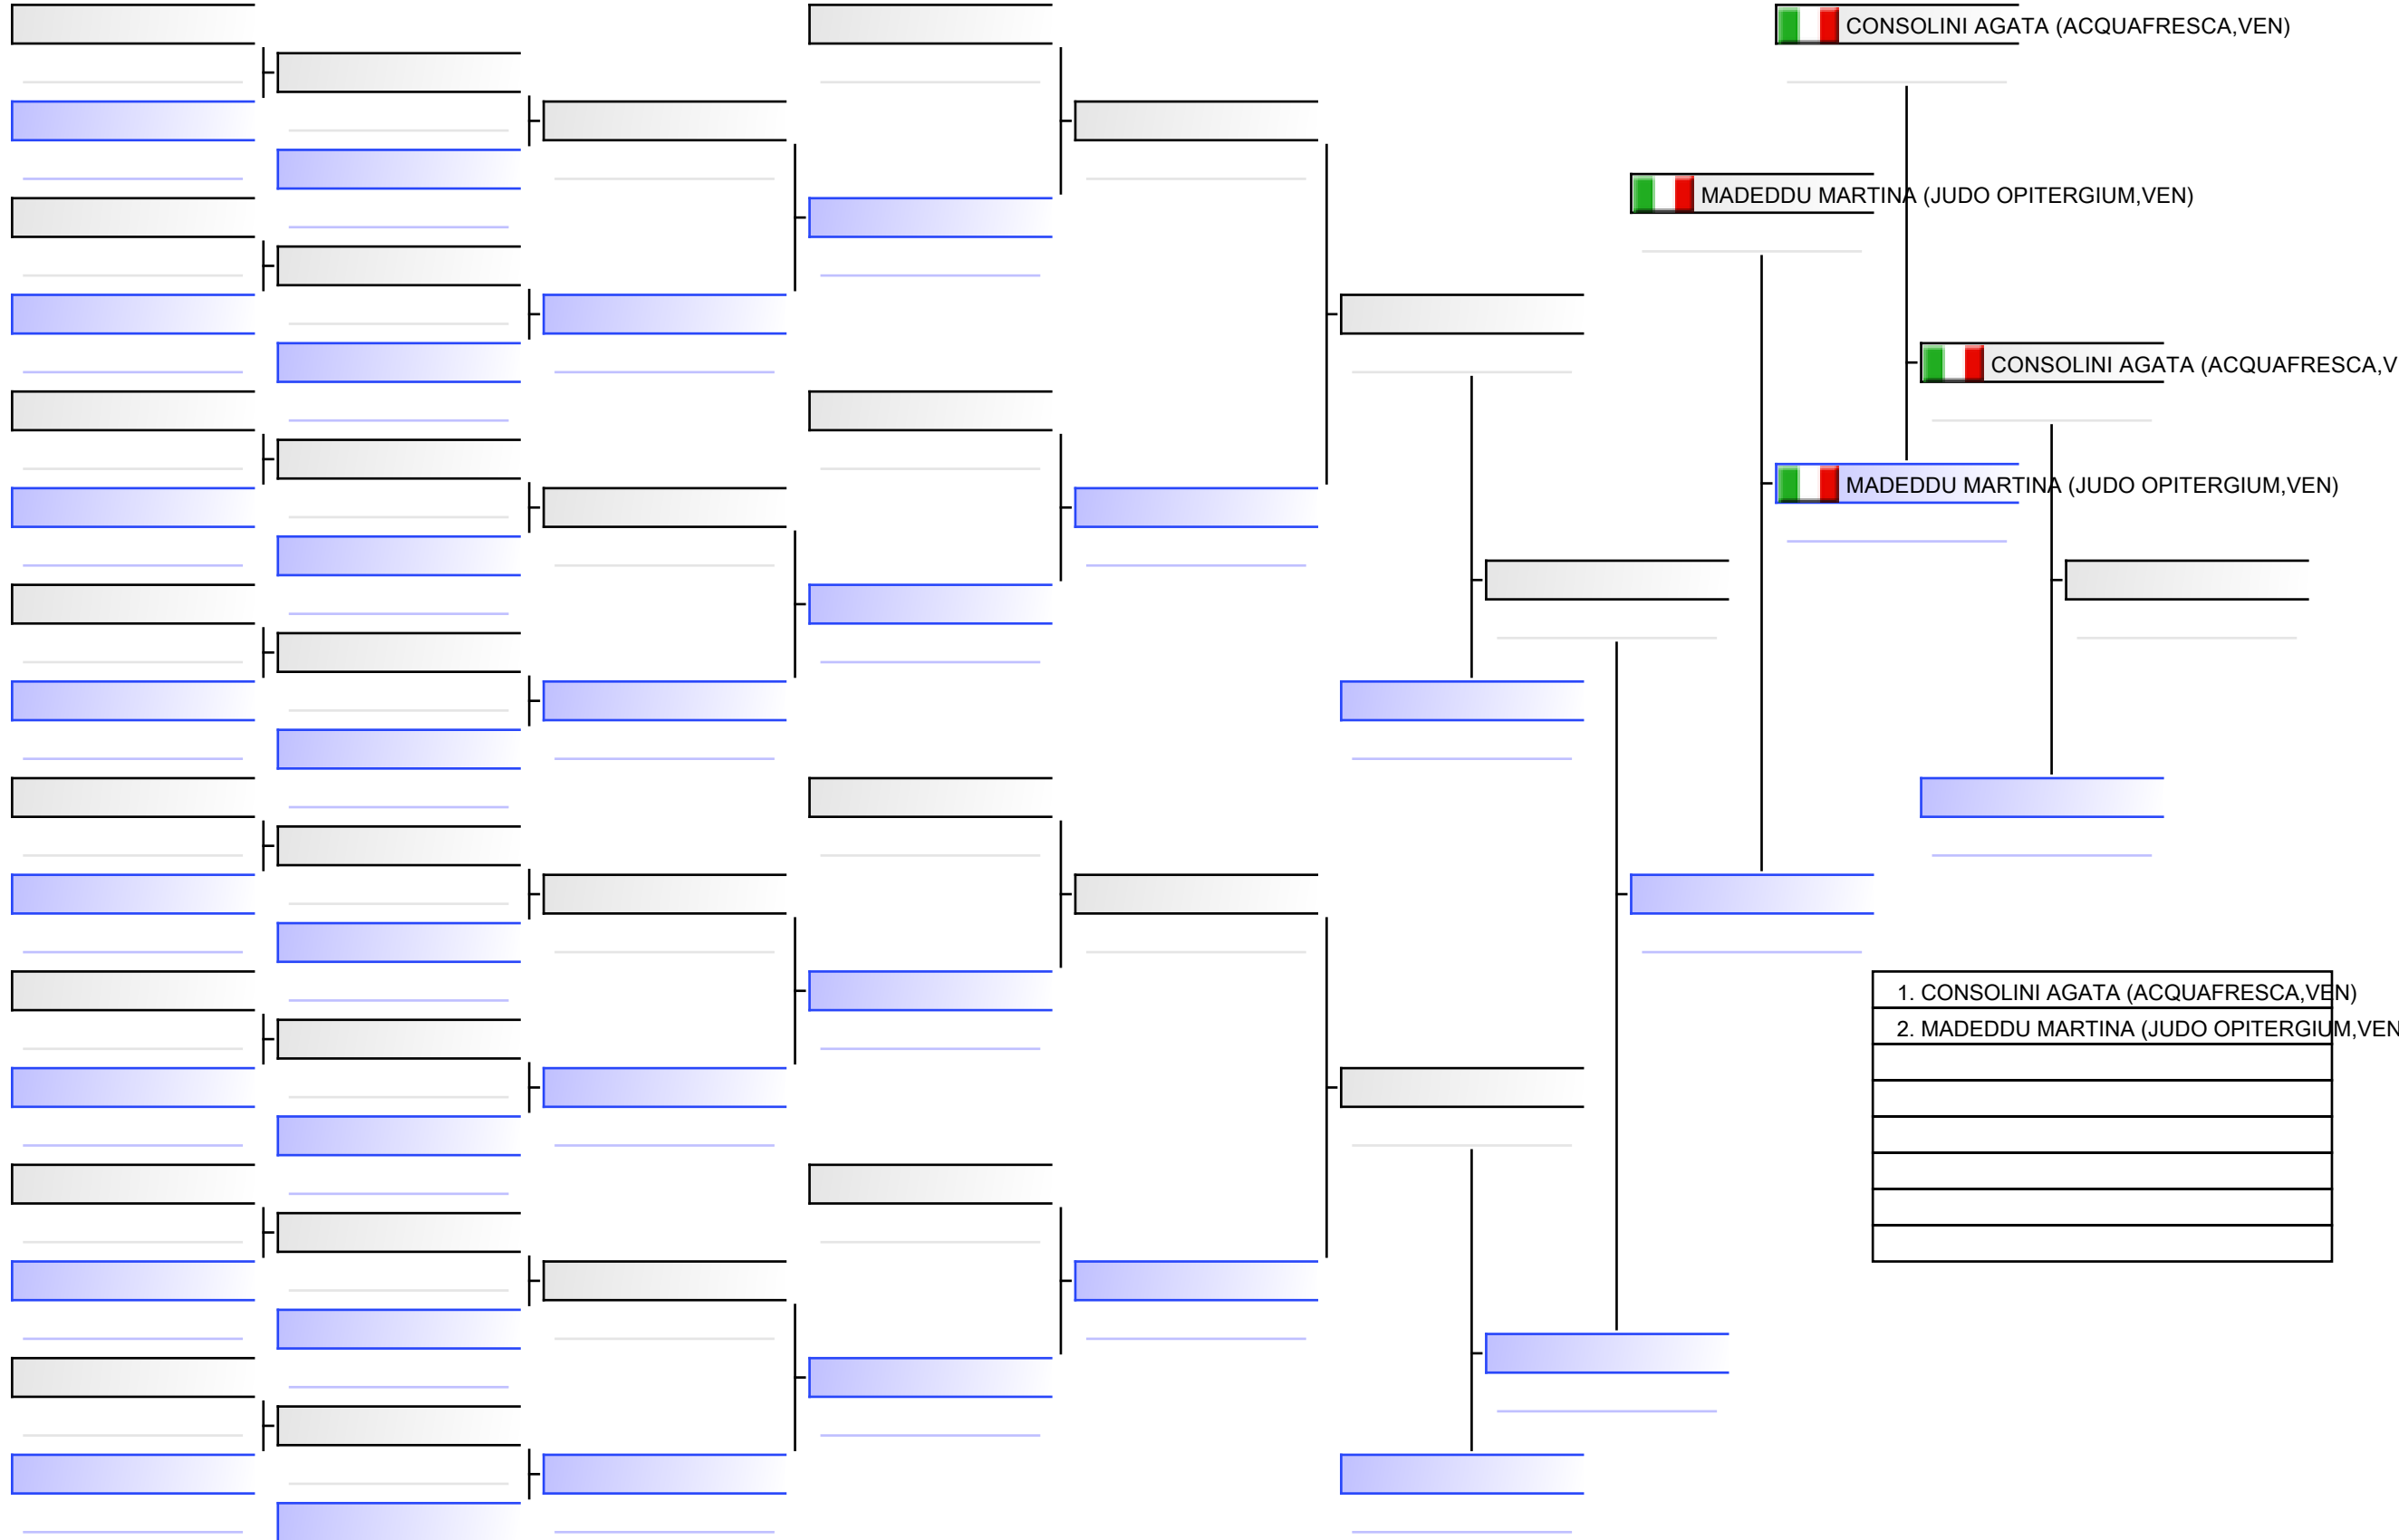 CONSOLINI AGATA (ACQUAFRESCA,VEN)
MADEDDU MARTINA (JUDO OPITERGIUM,VEN)
CONSOLINI AGATA (ACQUAFRESCA,V
MADEDDU MARTINA (JUDO OPITERGIUM,VEN)
1. CONSOLINI AGATA (ACQUAFRESCA,VEN)
2. MADEDDU MARTINA (JUDO OPITERGIUM,VEN